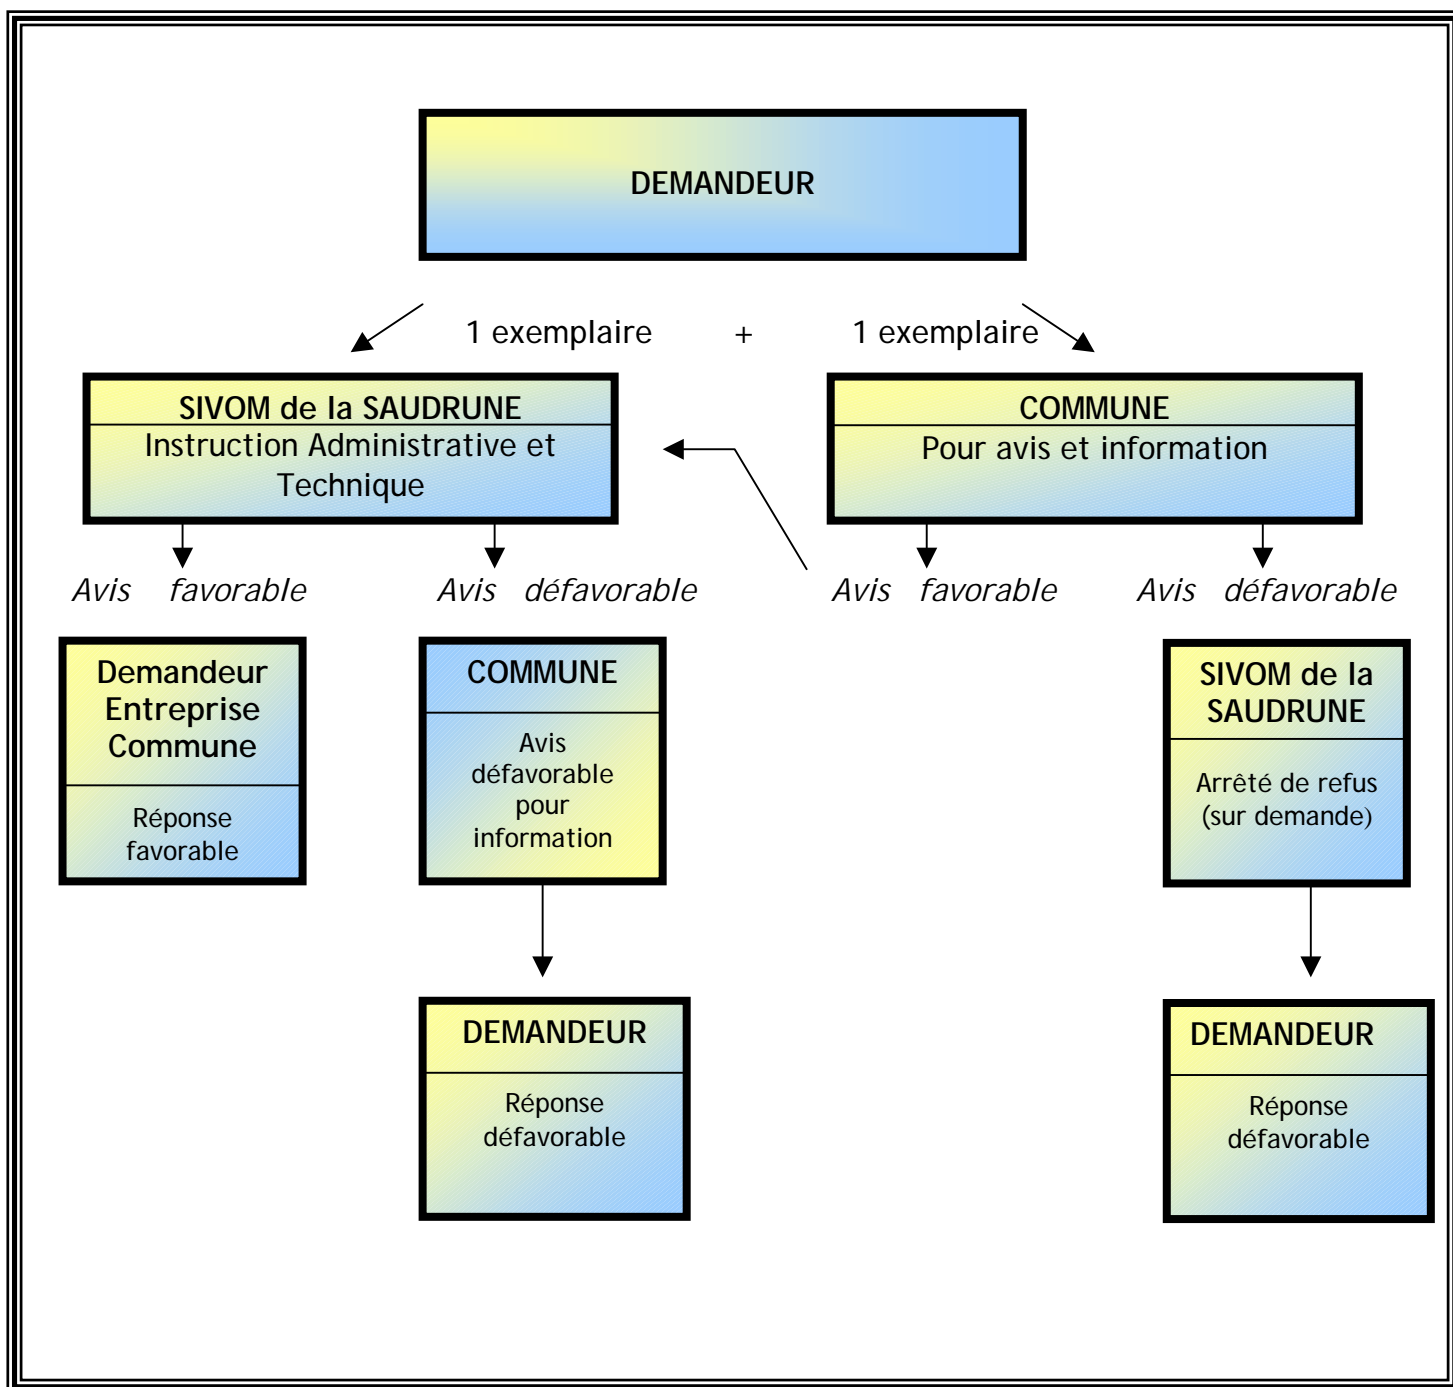 DEMANDEUR
1 exemplaire + 1 exemplaire
SIVOM de la SAUDRUNE
Instruction Administrative et
Technique
COMMUNE
Pour avis et information
Avis favorable
Avis défavorable
Avis favorable
Avis défavorable
Demandeur
Entreprise
Commune
Réponse
favorable
COMMUNE
Avis
défavorable
pour
information
SIVOM de la
SAUDRUNE
Arrêté de refus
(sur demande)
DEMANDEUR
Réponse
défavorable
DEMANDEUR
Réponse
défavorable